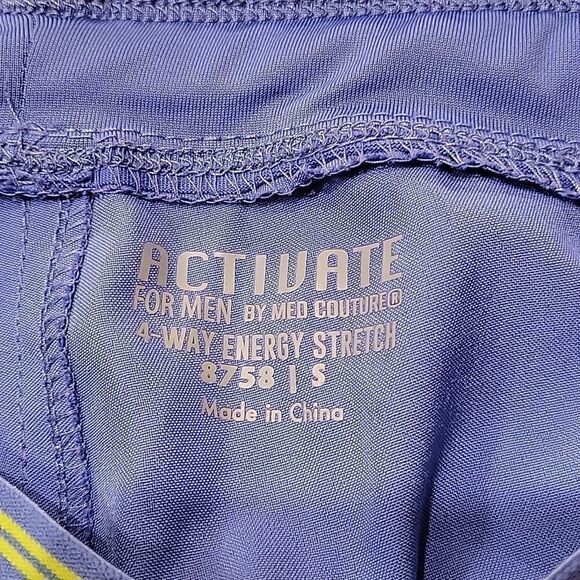 ACTIVATE
FOR MEN BY MED COUTURE®
4-WAY ENERGY STRETCH
8758 | S
Made in China